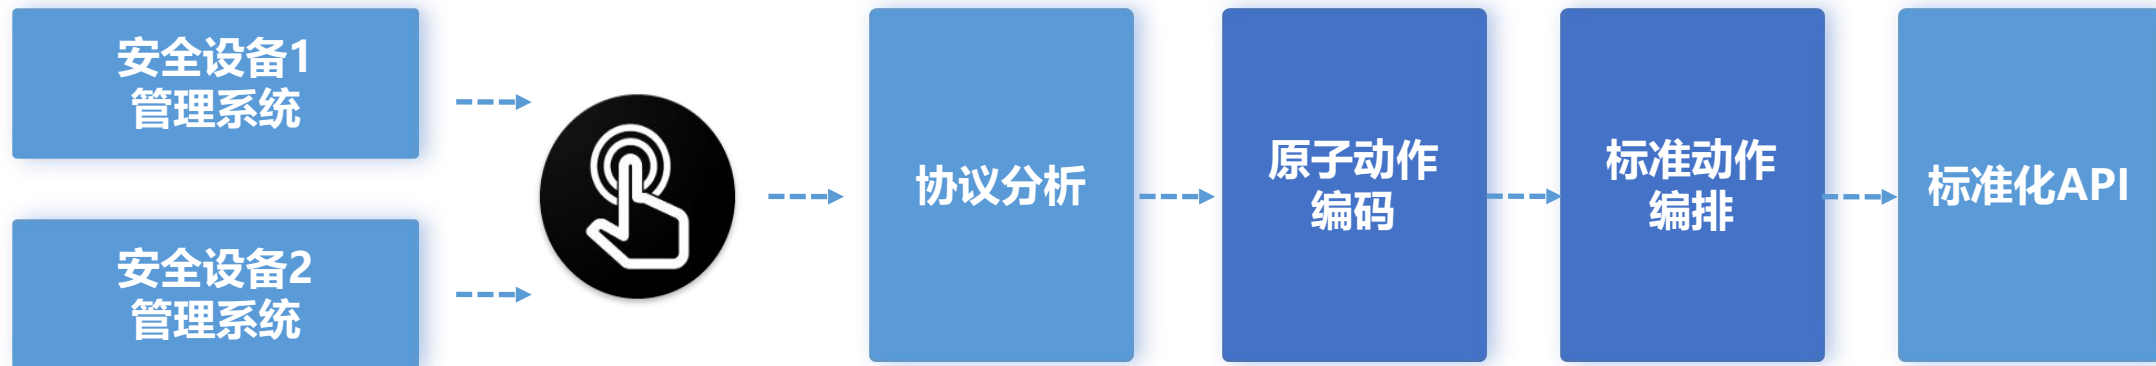 安全设备1
管理系统
安全设备2
管理系统
协议分析
原子动作
编码
标准动作
编排
标准化API